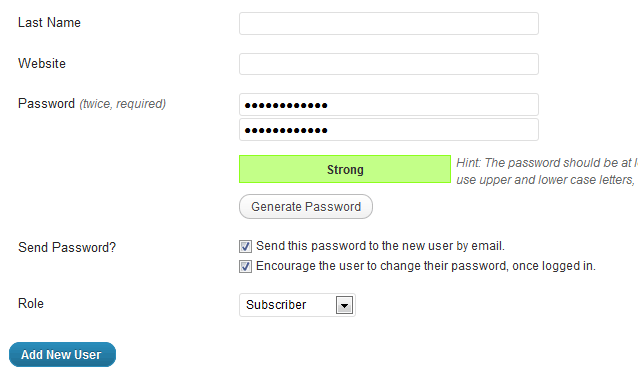 Last Name
Website
Password (twice, required)
●●●●●●●●●●●●
●●●●●●●●●●●●
Strong
Hint: The password should be at
use upper and lower case letters,
Generate Password
Send Password?
Send this password to the new user by email.
Encourage the user to change their password, once logged in.
Role
Subscriber
Add New User